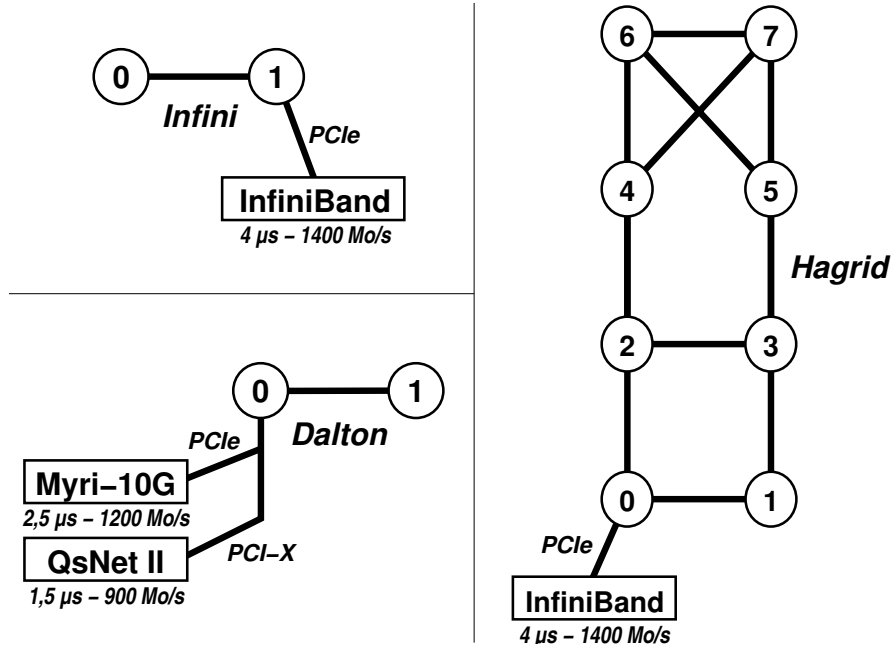 0 1
Infini
PCIe
InfiniBand
4 µs − 1400 Mo/s
0 1
Dalton
PCIe
Myri−10G
2,5 µs − 1200 Mo/s
PCI−X
QsNet II
1,5 µs − 900 Mo/s
6 7
4 5
Hagrid
2 3
0 1
PCIe
InfiniBand
4 µs − 1400 Mo/s